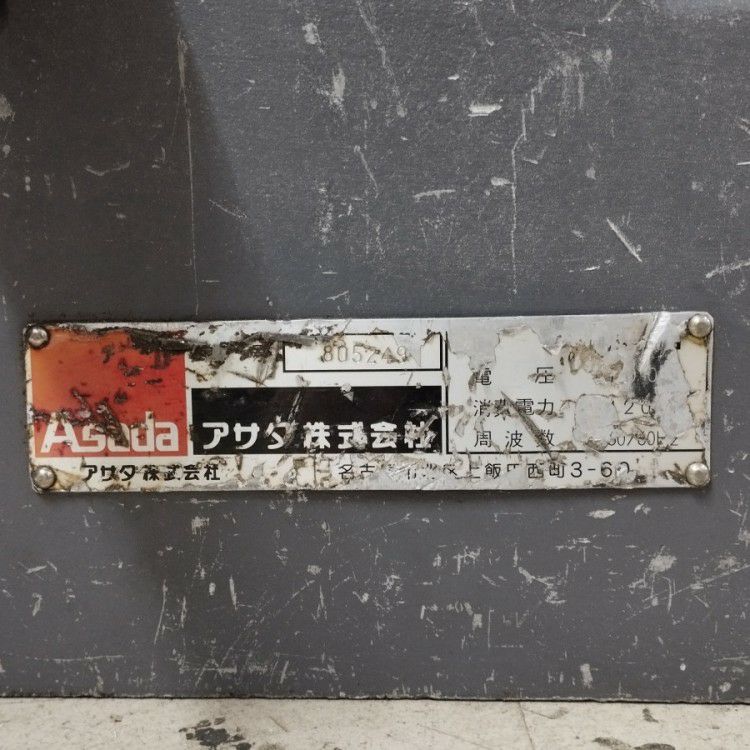 805249
Asada
アサダ株式会社
電圧
消費電力
周波数
アサダ株式会社
上飯田西町3-60